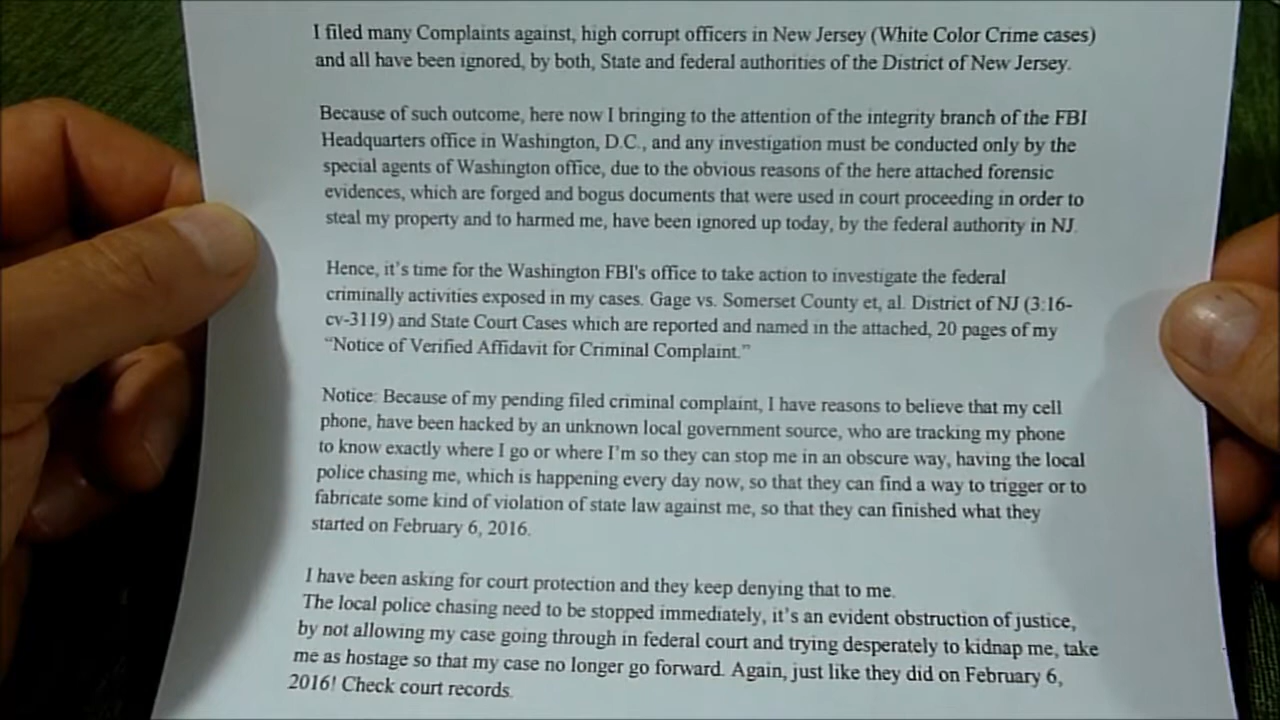 I filed many Complaints against, high corrupt officers in New Jersey (White Color Crime cases)
and all have been ignored, by both, State and federal authorities of the District of New Jersey.
Because of such outcome, here now I bringing to the attention of the integrity branch of the FBI
Headquarters office in Washington, D.C., and any investigation must be conducted only by the
special agents of Washington office, due to the obvious reasons of the here attached forensic
evidences, which are forged and bogus documents that were used in court proceeding in order to
steal my property and to harmed me, have been ignored up today, by the federal authority in NJ.
Hence, it's time for the Washington FBI's office to take action to investigate the federal
criminally activities exposed in my cases. Gage vs. Somerset County et, al. District of NJ (3:16-
cv-3119) and State Court Cases which are reported and named in the attached, 20 pages of my
“Notice of Verified Affidavit for Criminal Complaint.”
Notice: Because of my pending filed criminal complaint, I have reasons to believe that my cell
phone, have been hacked by an unknown local government source, who are tracking my phone
to know exactly where I go or where I'm so they can stop me in an obscure way, having the local
police chasing me, which is happening every day now, so that they can find a way to trigger or to
fabricate some kind of violation of state law against me, so that they can finished what they
started on February 6, 2016.
I have been asking for court protection and they keep denying that to me.
The local police chasing need to be stopped immediately, it's an evident obstruction of justice,
by not allowing my case going through in federal court and trying desperately to kidnap me, take
me as hostage so that my case no longer go forward. Again, just like they did on February 6,
2016! Check court records.